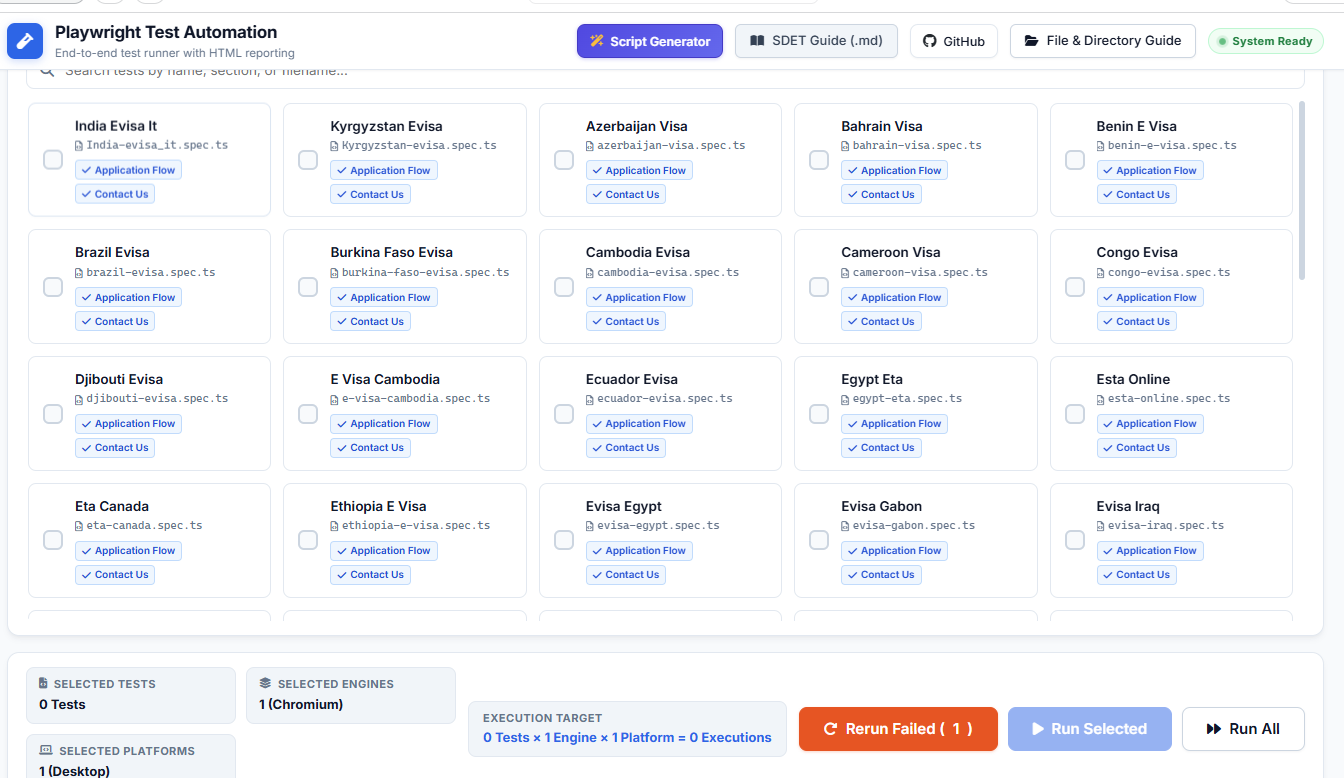 Playwright Test Automation
End-to-end test runner with HTML reporting
Script Generator
SDET Guide (.md)
GitHub
File & Directory Guide
System Ready
Search tests by name, section, or filename...
India Evisa It
India-evisa_it.spec.ts
Application Flow
Contact Us
Kyrgyzstan Evisa
Kyrgyzstan-evisa.spec.ts
Application Flow
Contact Us
Azerbaijan Visa
azerbaijan-visa.spec.ts
Application Flow
Contact Us
Bahrain Visa
bahrain-visa.spec.ts
Application Flow
Contact Us
Benin E Visa
benin-e-visa.spec.ts
Application Flow
Contact Us
Brazil Evisa
brazil-evisa.spec.ts
Application Flow
Contact Us
Burkina Faso Evisa
burkina-faso-evisa.spec.ts
Application Flow
Contact Us
Cambodia Evisa
cambodia-evisa.spec.ts
Application Flow
Contact Us
Cameroon Visa
cameroon-visa.spec.ts
Application Flow
Contact Us
Congo Evisa
congo-evisa.spec.ts
Application Flow
Contact Us
Djibouti Evisa
djibouti-evisa.spec.ts
Application Flow
Contact Us
E Visa Cambodia
e-visa-cambodia.spec.ts
Application Flow
Contact Us
Ecuador Evisa
ecuador-evisa.spec.ts
Application Flow
Contact Us
Egypt Eta
egypt-eta.spec.ts
Application Flow
Contact Us
Esta Online
esta-online.spec.ts
Application Flow
Contact Us
Eta Canada
eta-canada.spec.ts
Application Flow
Contact Us
Ethiopia E Visa
ethiopia-e-visa.spec.ts
Application Flow
Contact Us
Evisa Egypt
evisa-egypt.spec.ts
Application Flow
Contact Us
Evisa Gabon
evisa-gabon.spec.ts
Application Flow
Contact Us
Evisa Iraq
evisa-iraq.spec.ts
Application Flow
Contact Us
SELECTED TESTS
0 Tests
SELECTED ENGINES
1 (Chromium)
SELECTED PLATFORMS
1 (Desktop)
EXECUTION TARGET
0 Tests × 1 Engine × 1 Platform = 0 Executions
Rerun Failed ( 1 )
Run Selected
Run All